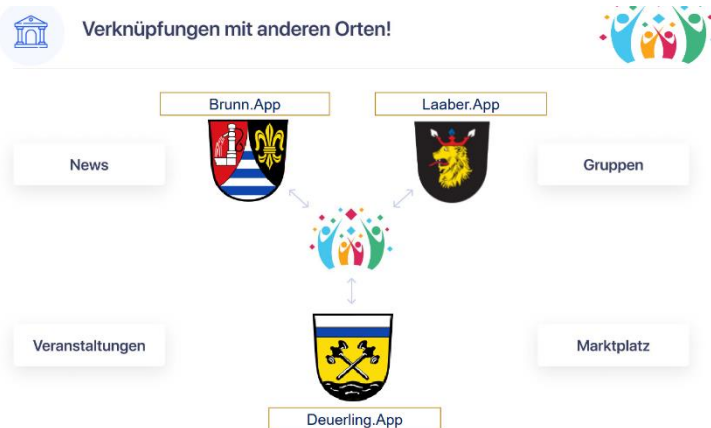 Verknüpfungen mit anderen Orten!
Brunn.App
Laaber.App
News
Gruppen
Veranstaltungen
Marktplatz
Deuerling.App